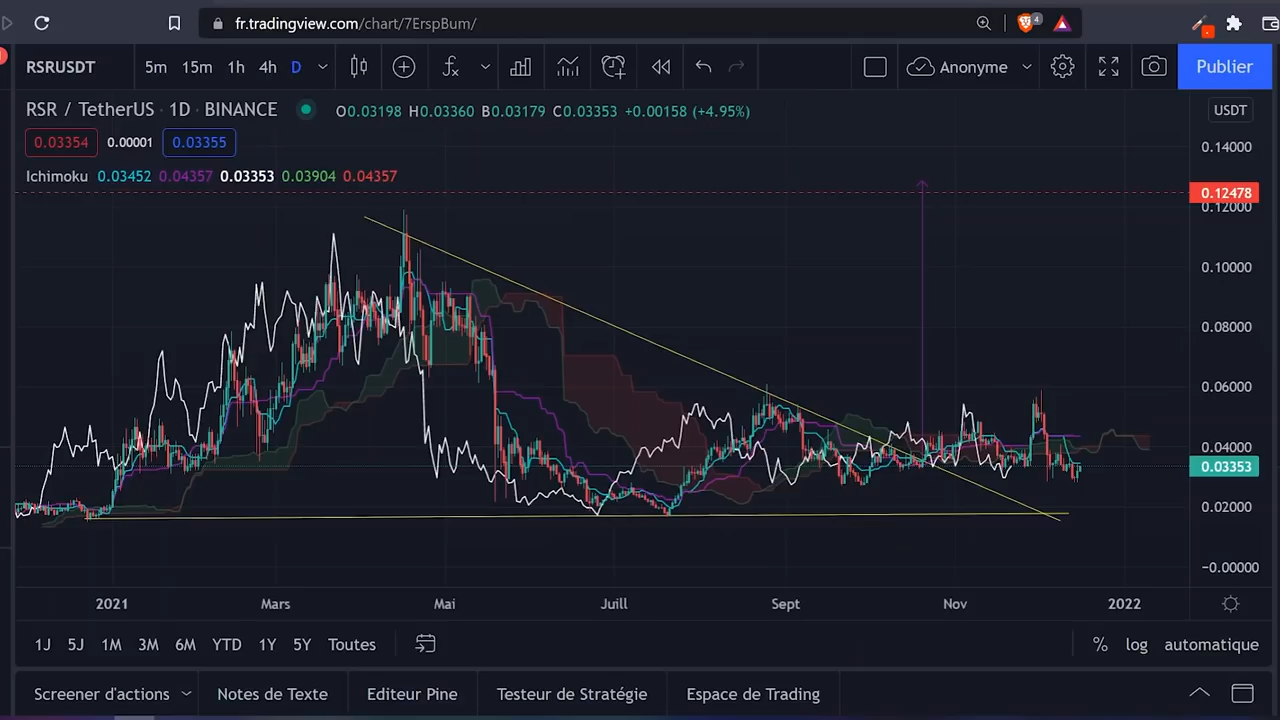 fr.tradingview.com/chart/7ErspBum/
4
RSRUSDT 5m 15m 1h 4h D Anonyme Publier
RSR / TetherUS · 1D · BINANCE O0.03198 H0.03360 B0.03179 C0.03353 +0.00158 (+4.95%) USDT
0.03354 0.00001 0.03355
Ichimoku 0.03452 0.04357 0.03353 0.03904 0.04357
0.14000
0.12478
0.12000
0.10000
0.08000
0.06000
0.04000
0.03353
0.02000
−0.00000
2021 Mars Mai Juill Sept Nov 2022
1J 5J 1M 3M 6M YTD 1Y 5Y Toutes % log automatique
Screener d'actions Notes de Texte Editeur Pine Testeur de Stratégie Espace de Trading